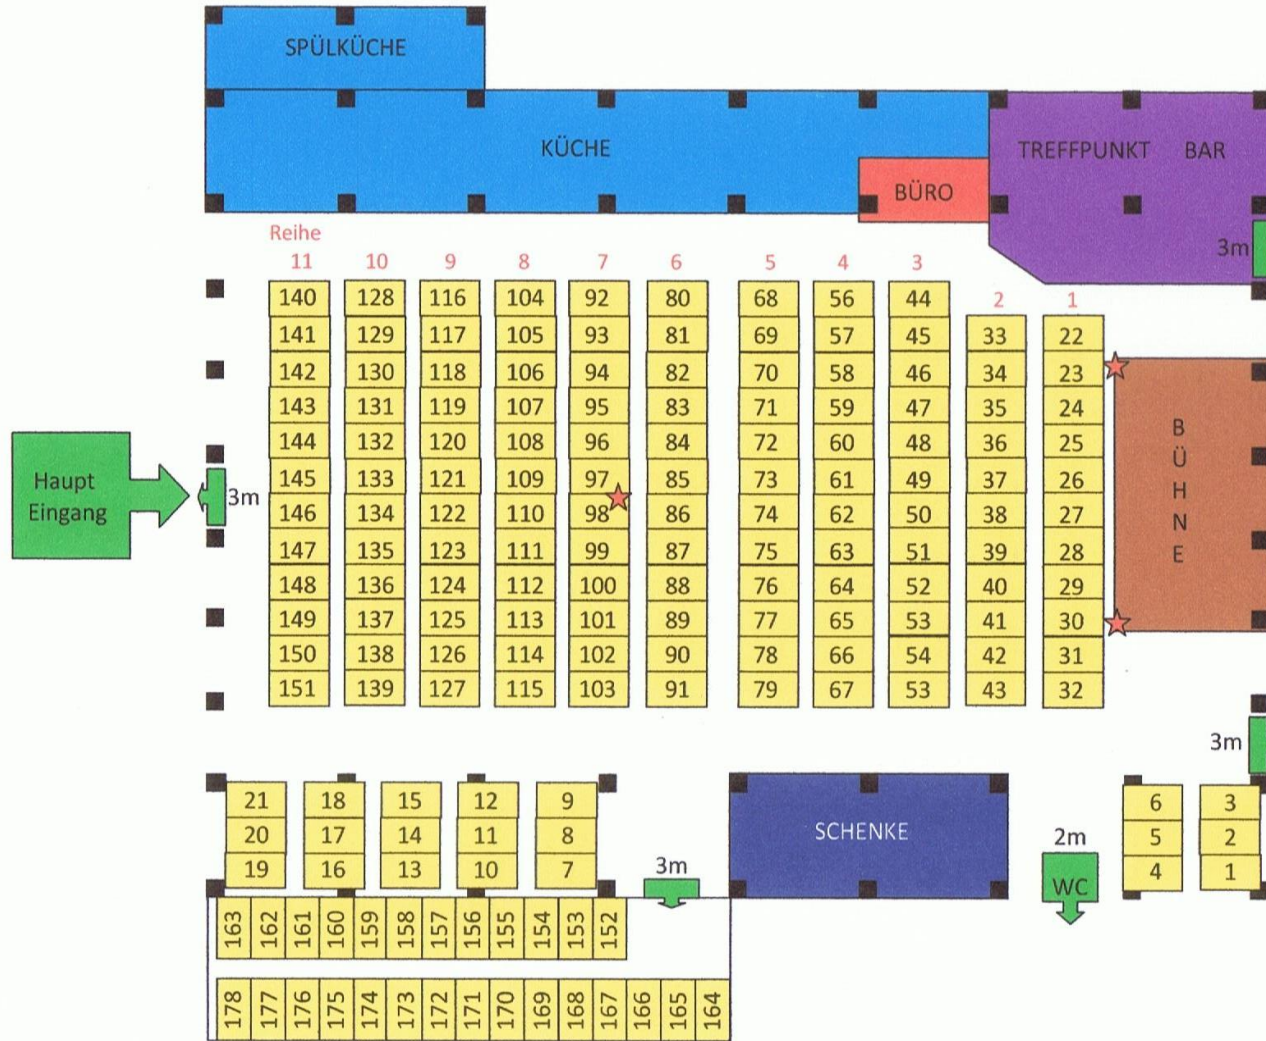 SPÜLKÜCHE
KÜCHE
TREFFPUNKT BAR
BÜRO
3m
Reihe
11 10 9 8 7 6 5 4 3
2 1
140 128 116 104 92 80 68 56 44
141 129 117 105 93 81 69 57 45 33 22
142 130 118 106 94 82 70 58 46 34 23
143 131 119 107 95 83 71 59 47 35 24
144 132 120 108 96 84 72 60 48 36 25
145 133 121 109 97 85 73 61 49 37 26
146 134 122 110 98 86 74 62 50 38 27
147 135 123 111 99 87 75 63 51 39 28
148 136 124 112 100 88 76 64 52 40 29
149 137 125 113 101 89 77 65 53 41 30
150 138 126 114 102 90 78 66 54 42 31
151 139 127 115 103 91 79 67 53 43 32
Haupt
Eingang
3m
BÜHNE
3m
21 18 15 12 9
20 17 14 11 8
19 16 13 10 7
3m
SCHENKE
2m
WC
6 3
5 2
4 1
163 162 161 160 159 158 157 156 155 154 153 152
178 177 176 175 174 173 172 171 170 169 168 167 166 165 164